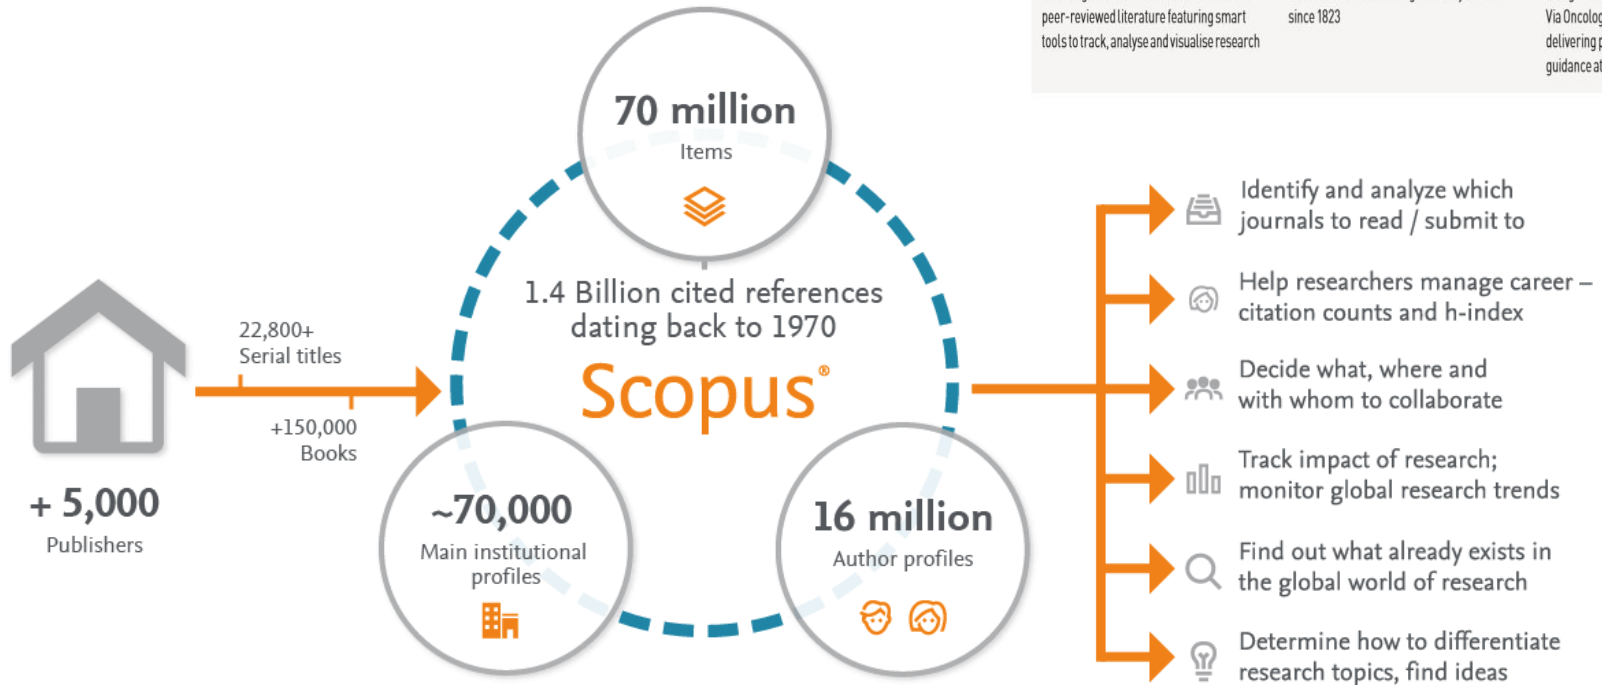 peer-reviewed literature featuring smart
tools to track, analyse and visualise research
since 1823
Via Oncolog
delivering p
guidance at
70 million
Items
1.4 Billion cited references
dating back to 1970
Scopus®
22,800+
Serial titles
+150,000
Books
+ 5,000
Publishers
~70,000
Main institutional
profiles
16 million
Author profiles
Identify and analyze which
journals to read / submit to
Help researchers manage career –
citation counts and h-index
Decide what, where and
with whom to collaborate
Track impact of research;
monitor global research trends
Find out what already exists in
the global world of research
Determine how to differentiate
research topics, find ideas